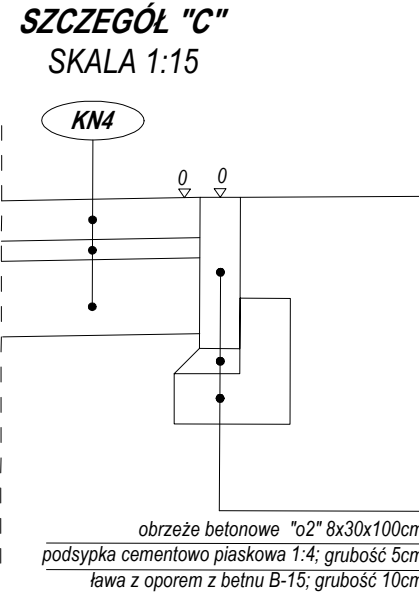 SZCZEGÓŁ "C"
SKALA 1:15
KN4
0 0
obrzeże betonowe "o2" 8x30x100cm
podsypka cementowo piaskowa 1:4; grubość 5cm
ława z oporem z betnu B-15; grubość 10cm